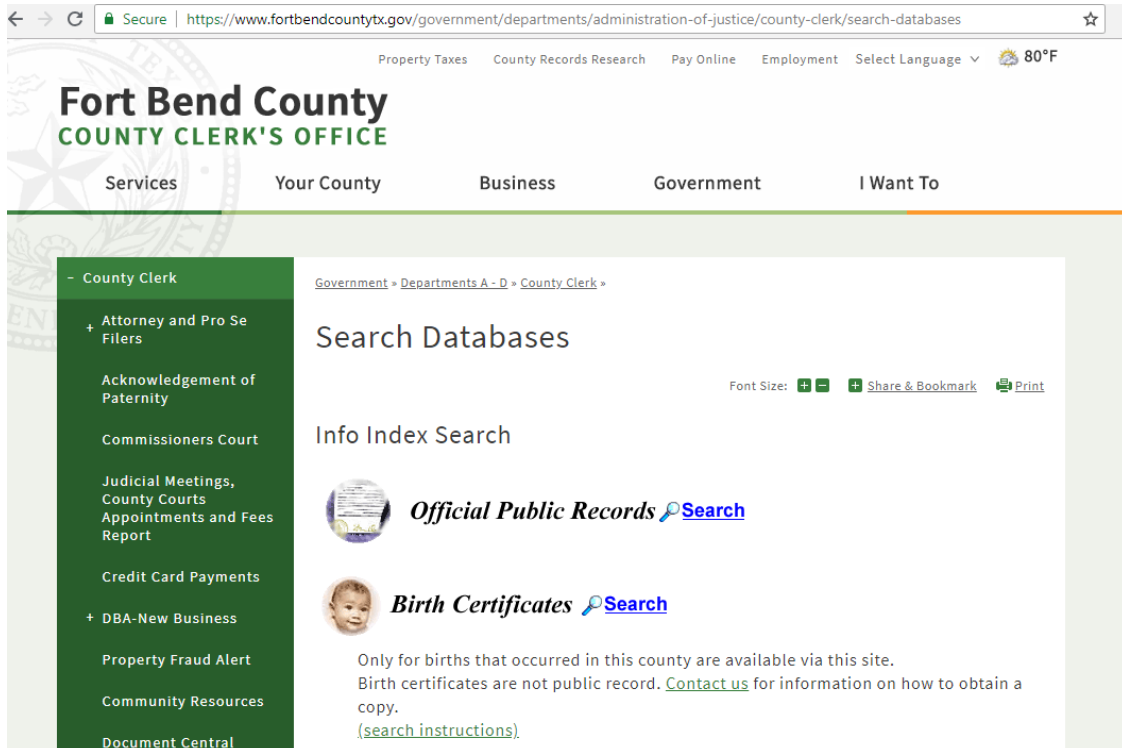 Secure | https://www.fortbendcountytx.gov/government/departments/administration-of-justice/county-clerk/search-databases
Property Taxes County Records Research Pay Online Employment Select Language 80°F
Fort Bend County
COUNTY CLERK'S OFFICE
Services Your County Business Government I Want To
- County Clerk
+ Attorney and Pro Se
Filers
Acknowledgement of
Paternity
Commissioners Court
Judicial Meetings,
County Courts
Appointments and Fees
Report
Credit Card Payments
+ DBA-New Business
Property Fraud Alert
Community Resources
Document Central
Government » Departments A - D » County Clerk »
Search Databases
Font Size: + - + Share & Bookmark Print
Info Index Search
Official Public Records Search
Birth Certificates Search
Only for births that occurred in this county are available via this site.
Birth certificates are not public record. Contact us for information on how to obtain a
copy.
(search instructions)